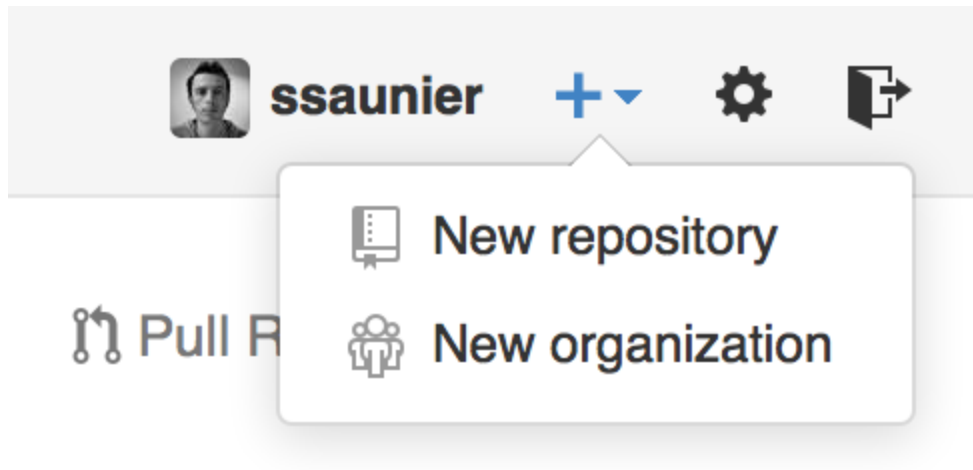 ssaunier
New repository
Pull R
New organization